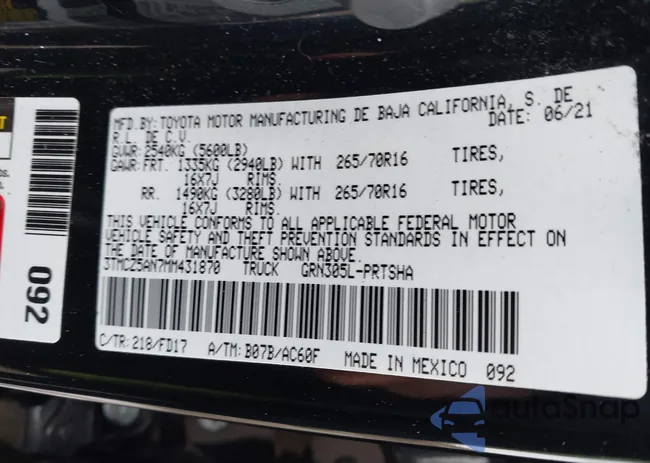 MFD.BY:TOYOTA MOTOR MANUFACTURING DE BAJA CALIFORNIA, S. DE
R.L. DE C.V. DATE: 06/21
GVWR: 2540KG (5600LB)
GAWR: FRT. 1335KG (2940LB) WITH 265/70R16 TIRES,
16X7J RIMS.
RR. 1490KG (3280LB) WITH 265/70R16 TIRES,
16X7J RIMS.
THIS VEHICLE CONFORMS TO ALL APPLICABLE FEDERAL MOTOR
VEHICLE SAFETY AND THEFT PREVENTION STANDARDS IN EFFECT ON
THE DATE OF MANUFACTURE SHOWN ABOVE.
3TMCZ5AN7MM431870 TRUCK GRN305L-PRTSHA
C/TR: 218/FD17 A/TM: B07B/AC60F MADE IN MEXICO 092
092
autoSnap